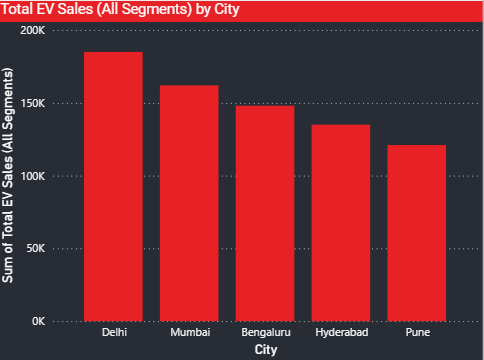 Total EV Sales (All Segments) by City
Sum of Total EV Sales (All Segments)
200K
150K
100K
50K
0K
Delhi Mumbai Bengaluru Hyderabad Pune
City